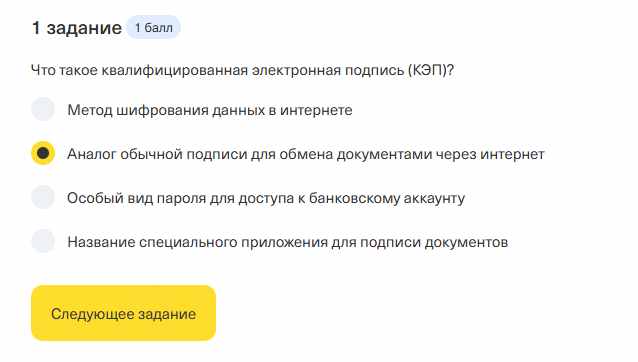 1 задание 1 балл
Что такое квалифицированная электронная подпись (КЭП)?
Метод шифрования данных в интернете
Аналог обычной подписи для обмена документами через интернет
Особый вид пароля для доступа к банковскому аккаунту
Название специального приложения для подписи документов
Следующее задание